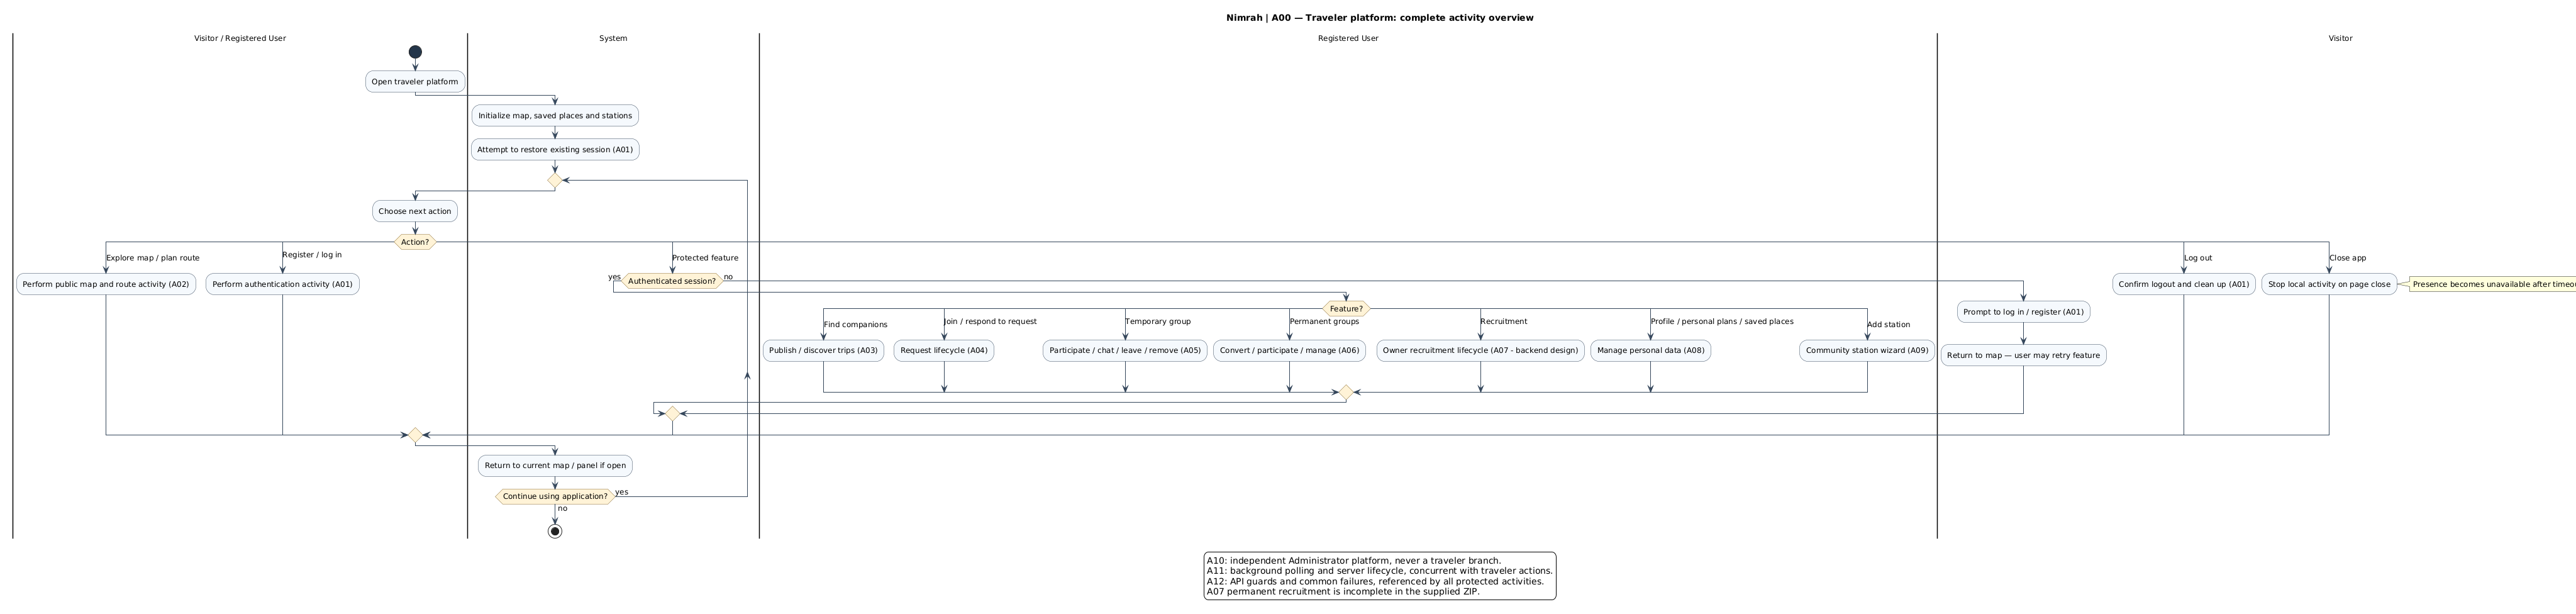 Nimrah | A00 — Traveler platform: complete activity overview
Visitor / Registered User
System
Registered User
Visitor
Open traveler platform
Initialize map, saved places and stations
Attempt to restore existing session (A01)
Choose next action
Action?
Explore map / plan route
Register / log in
Protected feature
Log out
Close app
Perform public map and route activity (A02)
Perform authentication activity (A01)
yes
Authenticated session?
no
Confirm logout and clean up (A01)
Stop local activity on page close
Presence becomes unavailable after timeou
Feature?
Prompt to log in / register (A01)
Find companions
Join / respond to request
Temporary group
Permanent groups
Recruitment
Profile / personal plans / saved places
Add station
Publish / discover trips (A03)
Request lifecycle (A04)
Participate / chat / leave / remove (A05)
Convert / participate / manage (A06)
Owner recruitment lifecycle (A07 - backend design)
Manage personal data (A08)
Community station wizard (A09)
Return to map — user may retry feature
Return to current map / panel if open
Continue using application?
yes
no
A10: independent Administrator platform, never a traveler branch.
A11: background polling and server lifecycle, concurrent with traveler actions.
A12: API guards and common failures, referenced by all protected activities.
A07 permanent recruitment is incomplete in the supplied ZIP.